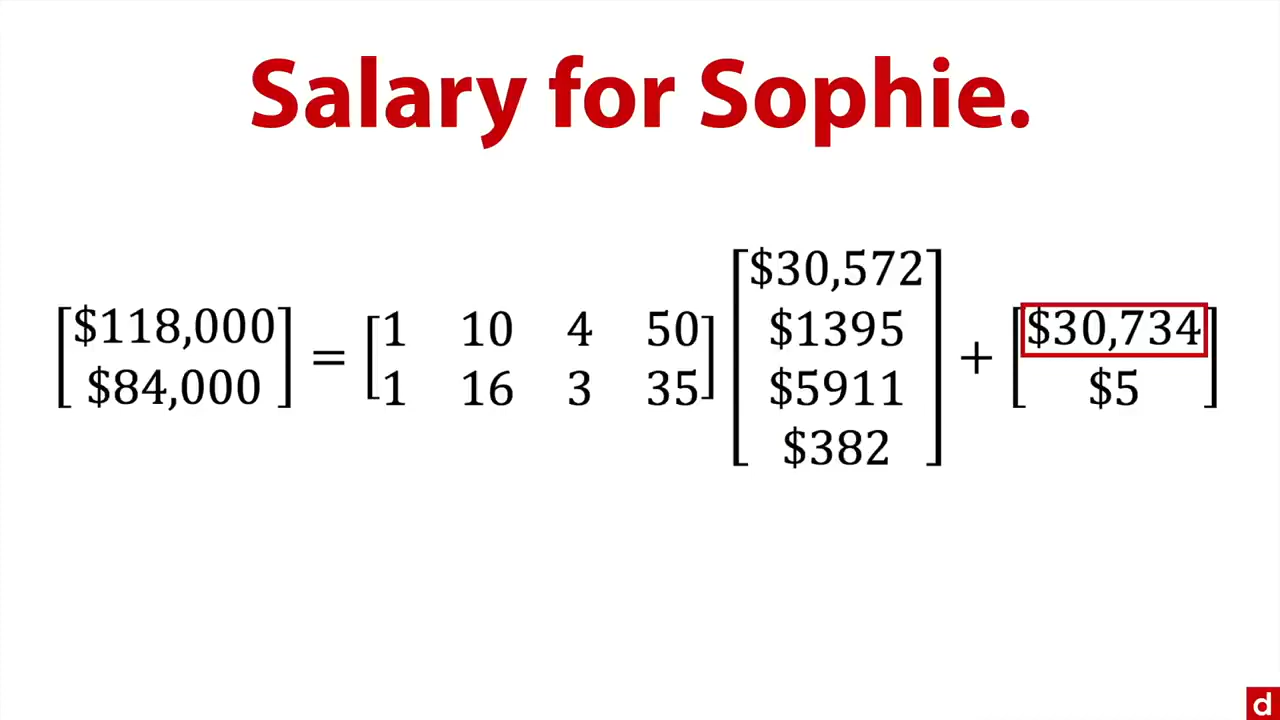 Salary for Sophie.
$118,000
$84,000
=
1 10 4 50
1 16 3 35
$30,572
$1395
$5911
$382
+
$30,734
$5
d